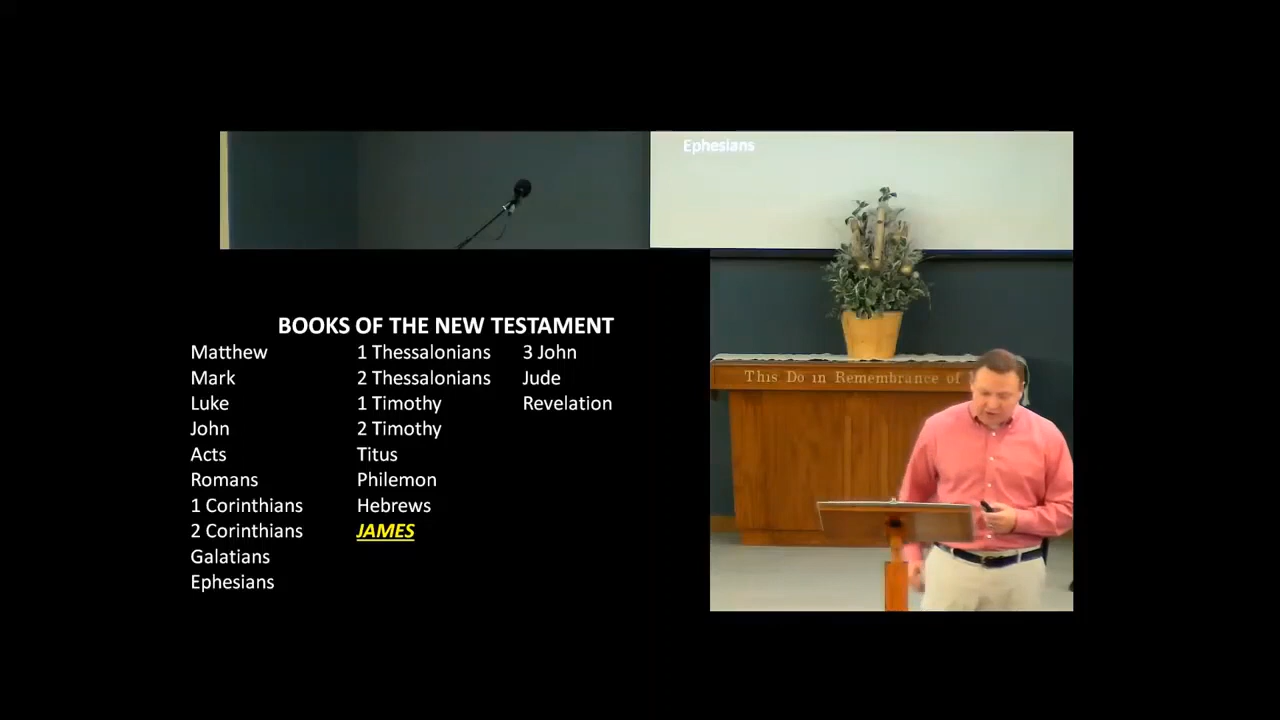 Ephesians
BOOKS OF THE NEW TESTAMENT
Matthew
Mark
Luke
John
Acts
Romans
1 Corinthians
2 Corinthians
Galatians
Ephesians
1 Thessalonians
2 Thessalonians
1 Timothy
2 Timothy
Titus
Philemon
Hebrews
JAMES
3 John
Jude
Revelation
This Do in Remembrance of